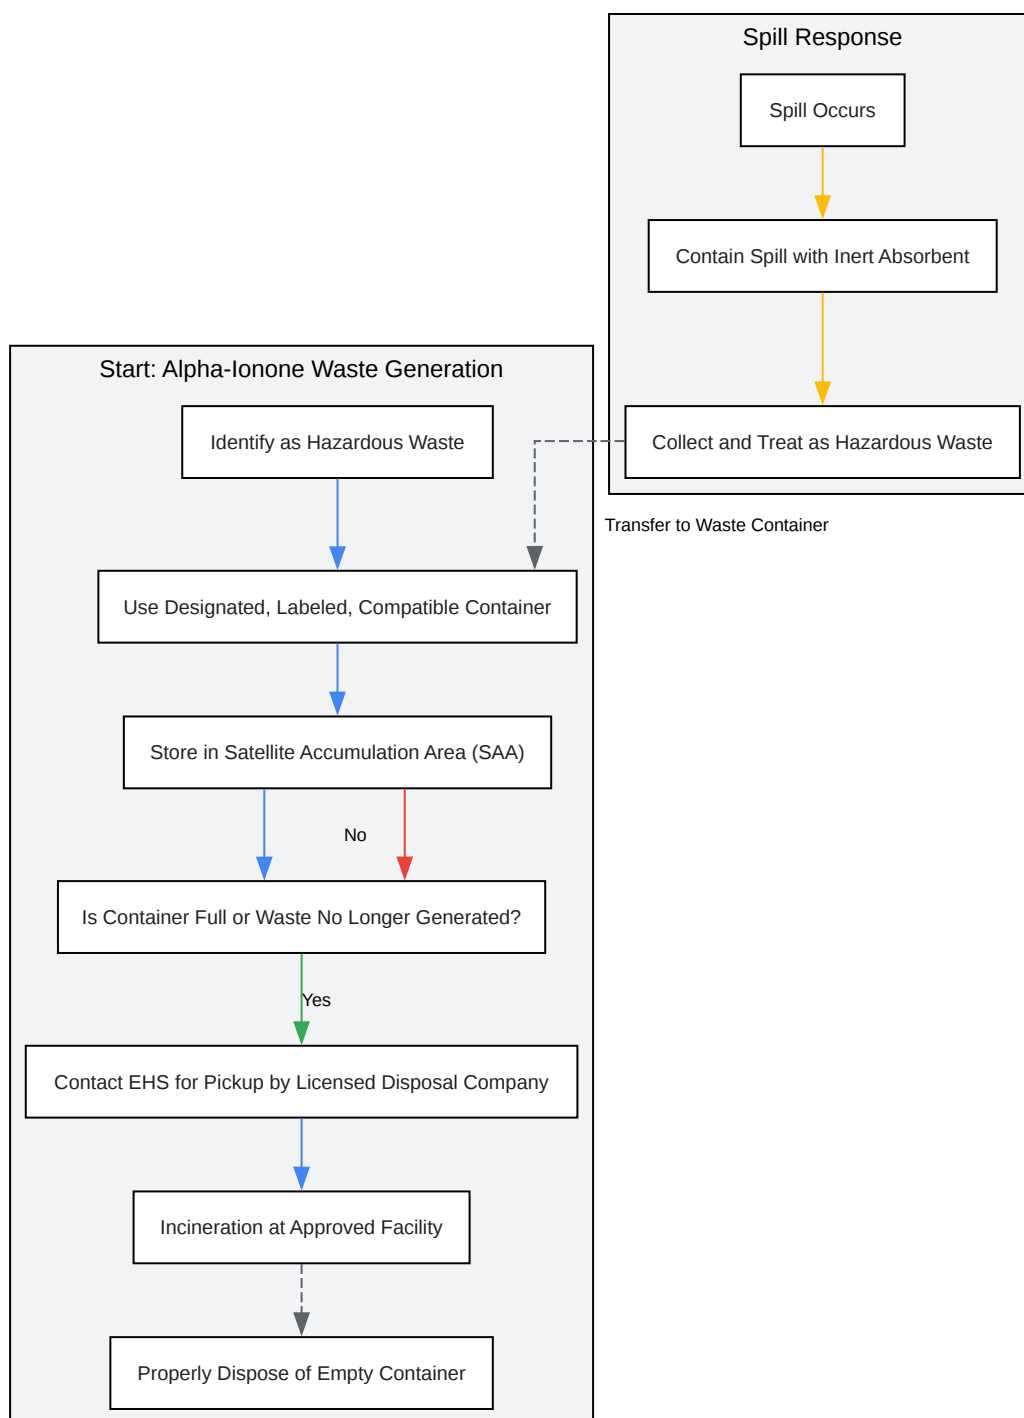 Spill Response
Spill Occurs
Contain Spill with Inert Absorbent
Collect and Treat as Hazardous Waste
Transfer to Waste Container
Start: Alpha-Ionone Waste Generation
Identify as Hazardous Waste
Use Designated, Labeled, Compatible Container
Store in Satellite Accumulation Area (SAA)
No
Is Container Full or Waste No Longer Generated?
Yes
Contact EHS for Pickup by Licensed Disposal Company
Incineration at Approved Facility
Properly Dispose of Empty Container